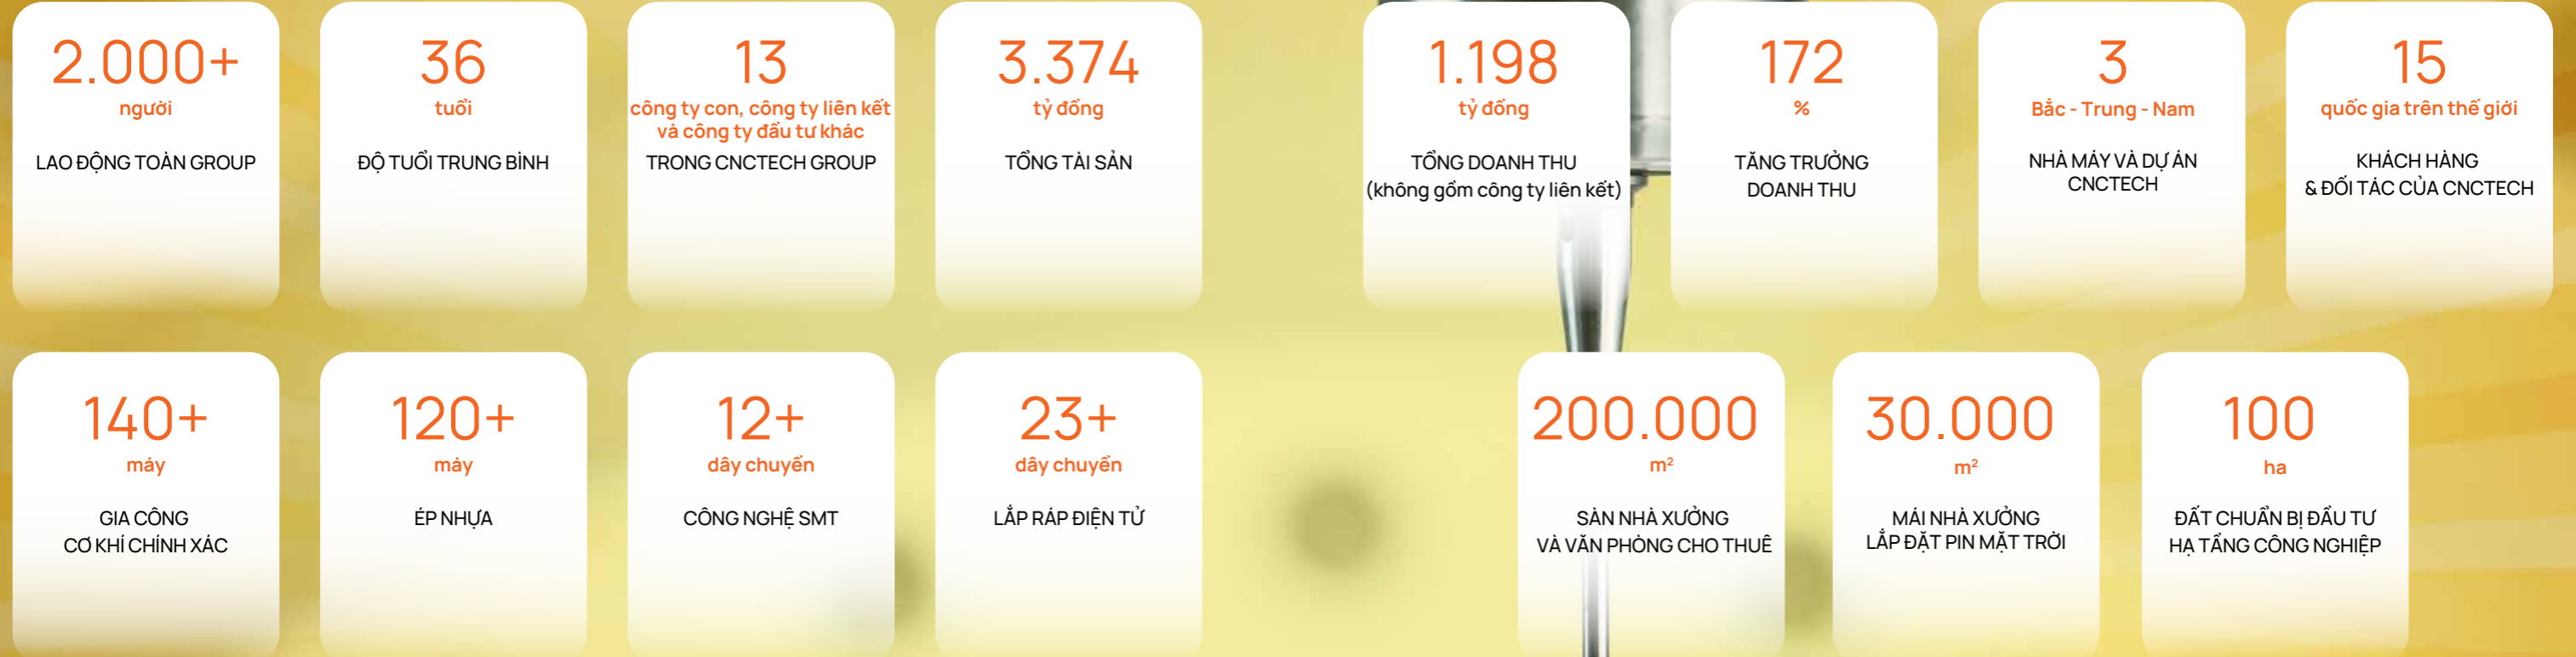 2.000+
người
LAO ĐỘNG TOÀN GROUP
36
tuổi
ĐỘ TUỔI TRUNG BÌNH
13
công ty con, công ty liên kết
và công ty đầu tư khác
TRONG CNCTECH GROUP
3.374
tỷ đồng
TỔNG TÀI SẢN
1.198
tỷ đồng
TỔNG DOANH THU
(không gồm công ty liên kết)
172
%
TĂNG TRƯỞNG
DOANH THU
3
Bắc - Trung - Nam
NHÀ MÁY VÀ DỰ ÁN
CNCTECH
15
quốc gia trên thế giới
KHÁCH HÀNG
& ĐỐI TÁC CỦA CNCTECH
140+
máy
GIA CÔNG
CƠ KHÍ CHÍNH XÁC
120+
máy
ÉP NHỰA
12+
dây chuyền
CÔNG NGHỆ SMT
23+
dây chuyền
LẮP RÁP ĐIỆN TỬ
200.000
m²
SÀN NHÀ XƯỞNG
VÀ VĂN PHÒNG CHO THUÊ
30.000
m²
MÁI NHÀ XƯỞNG
LẮP ĐẶT PIN MẶT TRỜI
100
ha
ĐẤT CHUẨN BỊ ĐẦU TƯ
HẠ TẦNG CÔNG NGHIỆP